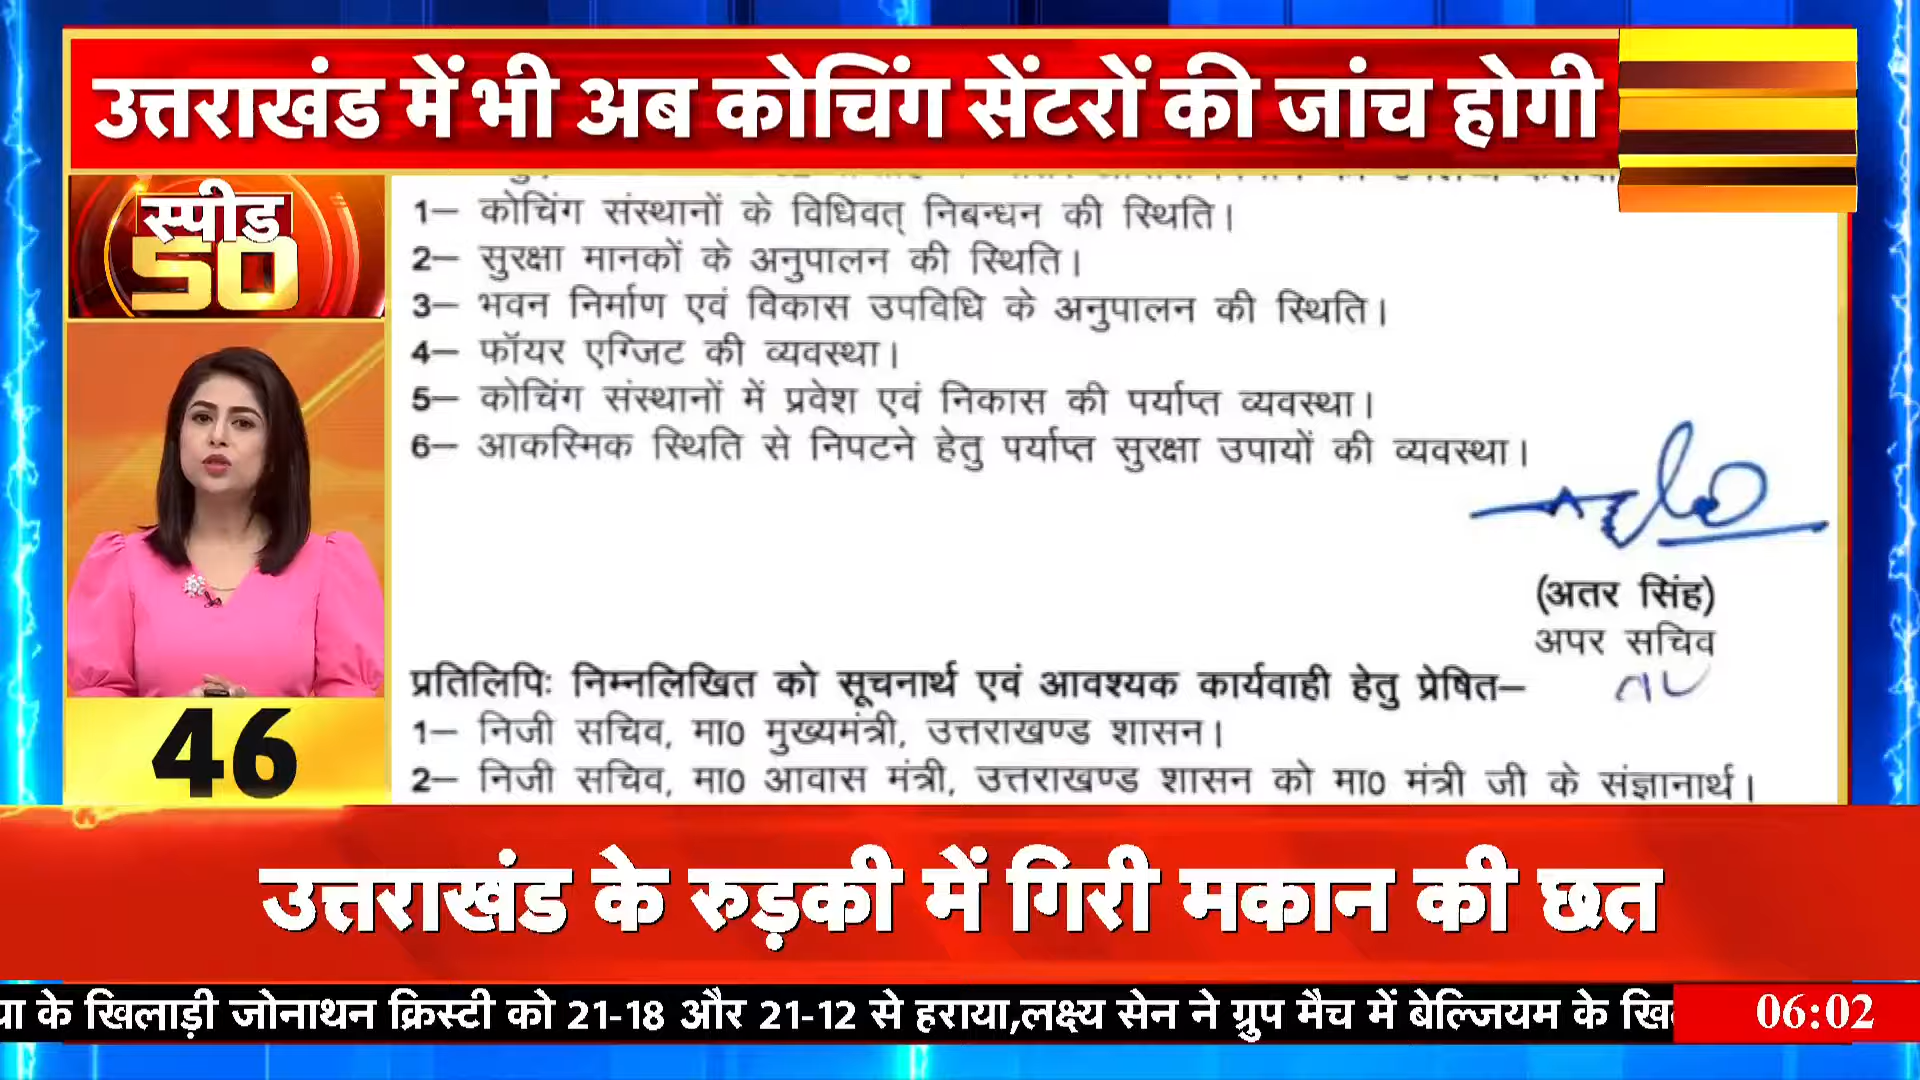 उत्तराखंड में भी अब कोचिंग सेंटरों की जांच होगी
स्पीड
50
1– कोचिंग संस्थानों के विधिवत् निबन्धन की स्थिति।
2– सुरक्षा मानकों के अनुपालन की स्थिति।
3– भवन निर्माण एवं विकास उपविधि के अनुपालन की स्थिति।
4– फॉयर एग्जिट की व्यवस्था।
5– कोचिंग संस्थानों में प्रवेश एवं निकास की पर्याप्त व्यवस्था।
6– आकस्मिक स्थिति से निपटने हेतु पर्याप्त सुरक्षा उपायों की व्यवस्था।
(अतर सिंह)
अपर सचिव
प्रतिलिपिः निम्नलिखित को सूचनार्थ एवं आवश्यक कार्यवाही हेतु प्रेषित–
1– निजी सचिव, मा0 मुख्यमंत्री, उत्तराखण्ड शासन।
2– निजी सचिव, मा0 आवास मंत्री, उत्तराखण्ड शासन को मा0 मंत्री जी के संज्ञानार्थ।
46
उत्तराखंड के रुड़की में गिरी मकान की छत
के खिलाड़ी जोनाथन क्रिस्टी को 21-18 और 21-12 से हराया,लक्ष्य सेन ने ग्रुप मैच में बेल्जियम के
06:02